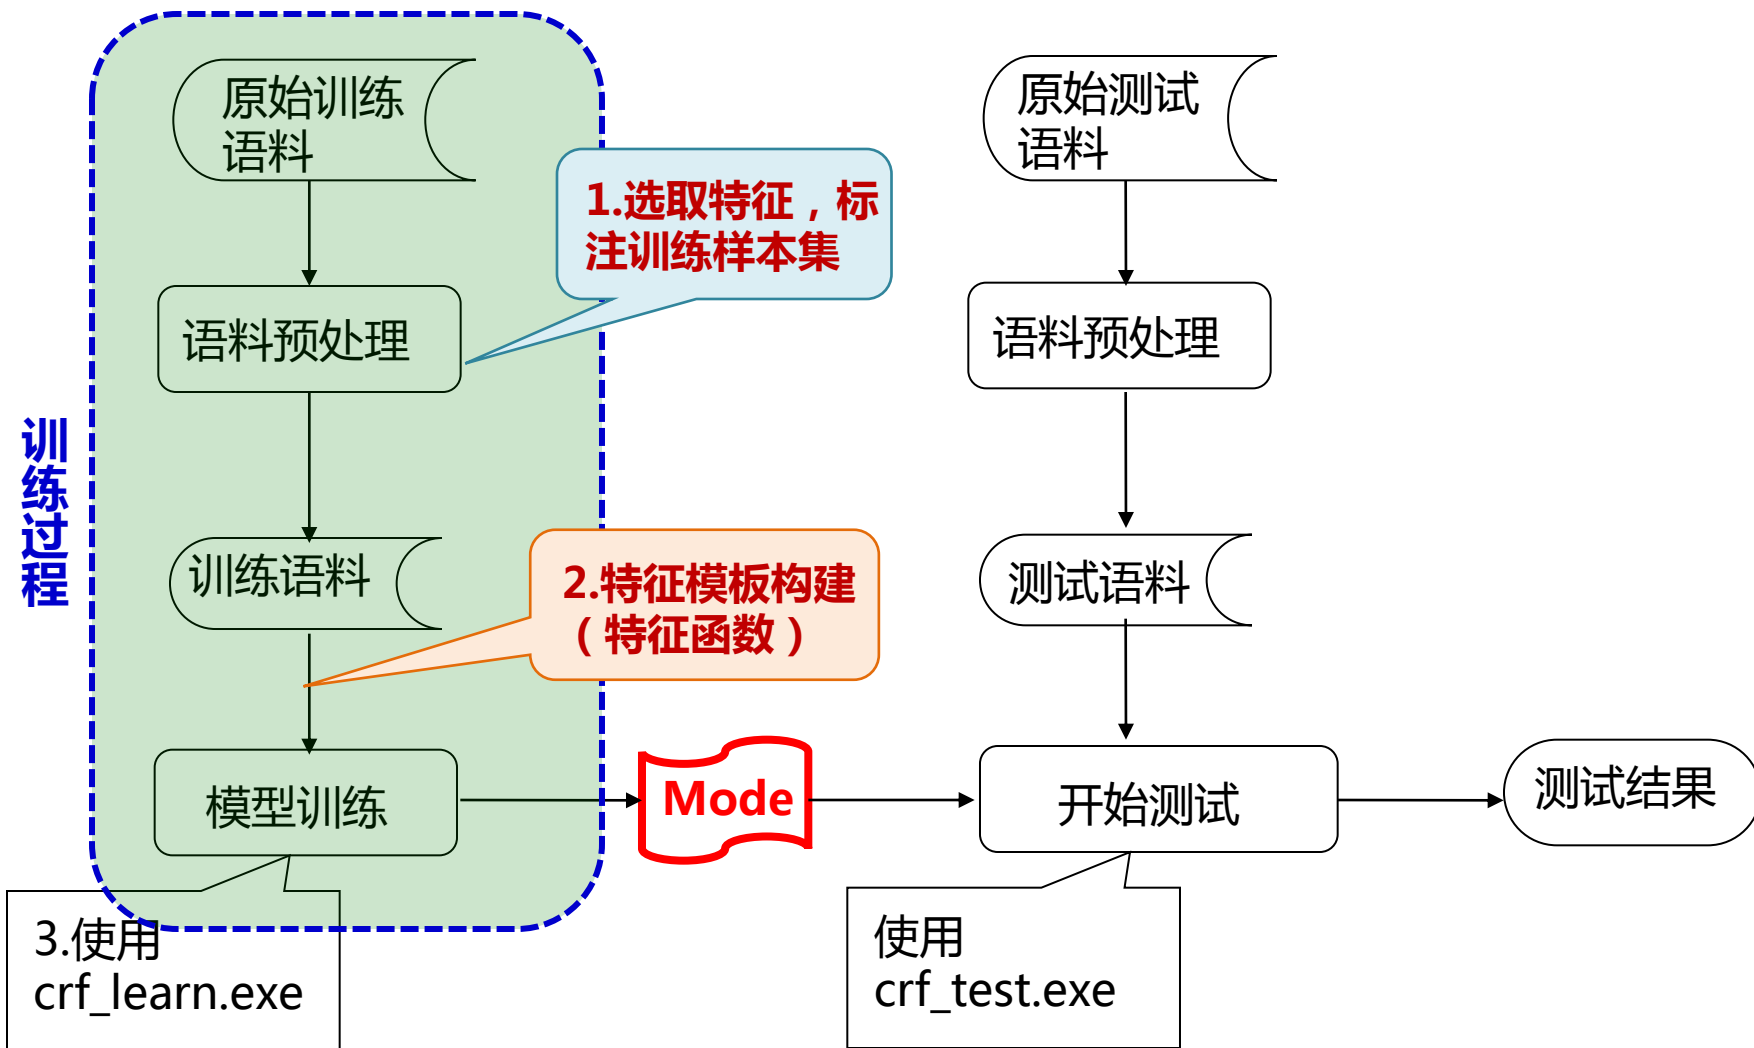 原始训练
语料
原始测试
语料
1.选取特征，标
注训练样本集
语料预处理
语料预处理
训练过程
训练语料
2.特征模板构建
（特征函数）
测试语料
模型训练
Mode
开始测试
测试结果
3.使用
crf_learn.exe
使用
crf_test.exe